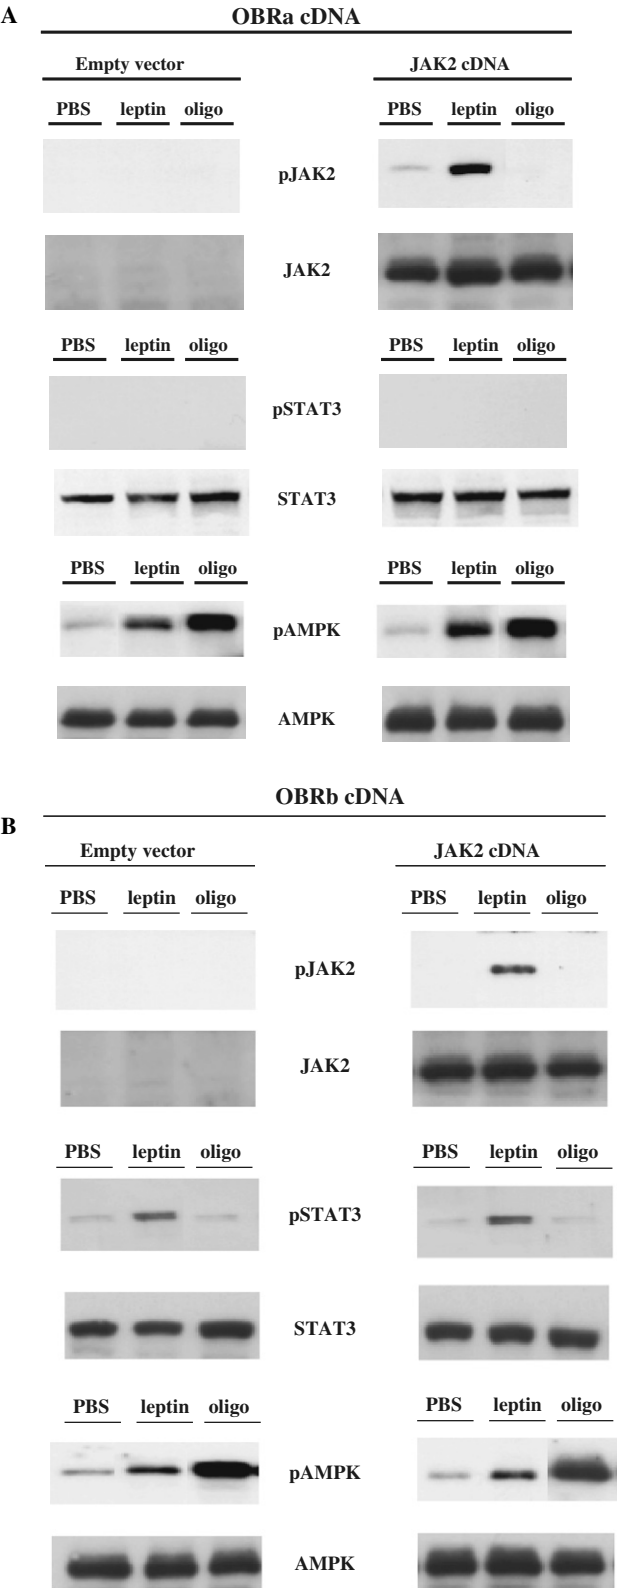 A
OBRa cDNA
Empty vector JAK2 cDNA
PBS leptin oligo PBS leptin oligo
pJAK2
JAK2
PBS leptin oligo PBS leptin oligo
pSTAT3
STAT3
PBS leptin oligo PBS leptin oligo
pAMPK
AMPK
OBRb cDNA
B
Empty vector JAK2 cDNA
PBS leptin oligo PBS leptin oligo
pJAK2
JAK2
PBS leptin oligo PBS leptin oligo
pSTAT3
STAT3
PBS leptin oligo PBS leptin oligo
pAMPK
AMPK